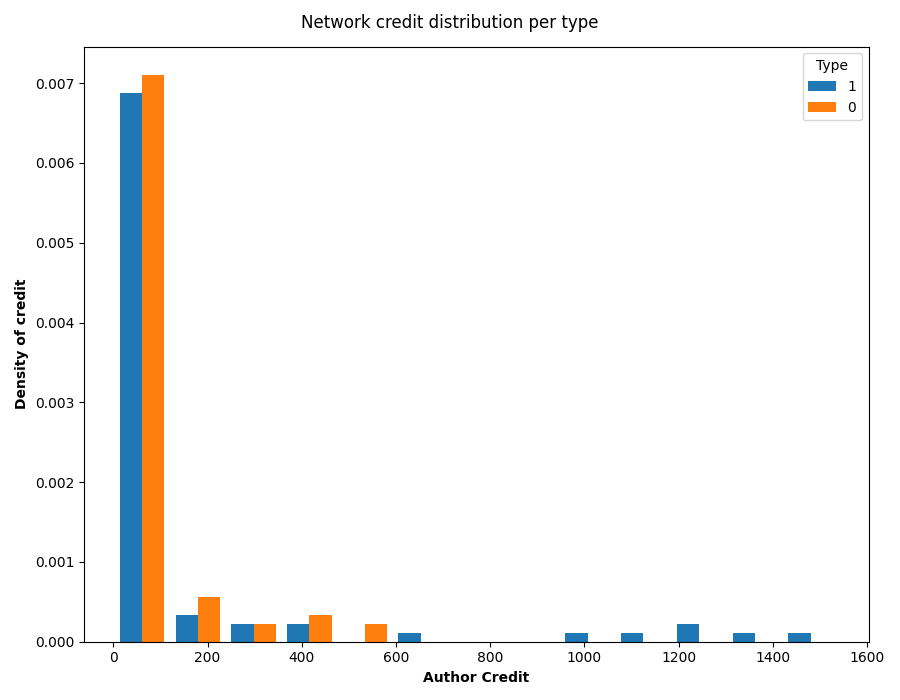 Network credit distribution per type
Type
1
0
0.007
0.006
0.005
0.004
0.003
0.002
0.001
0.000
Density of credit
0 200 400 600 800 1000 1200 1400 1600
Author Credit